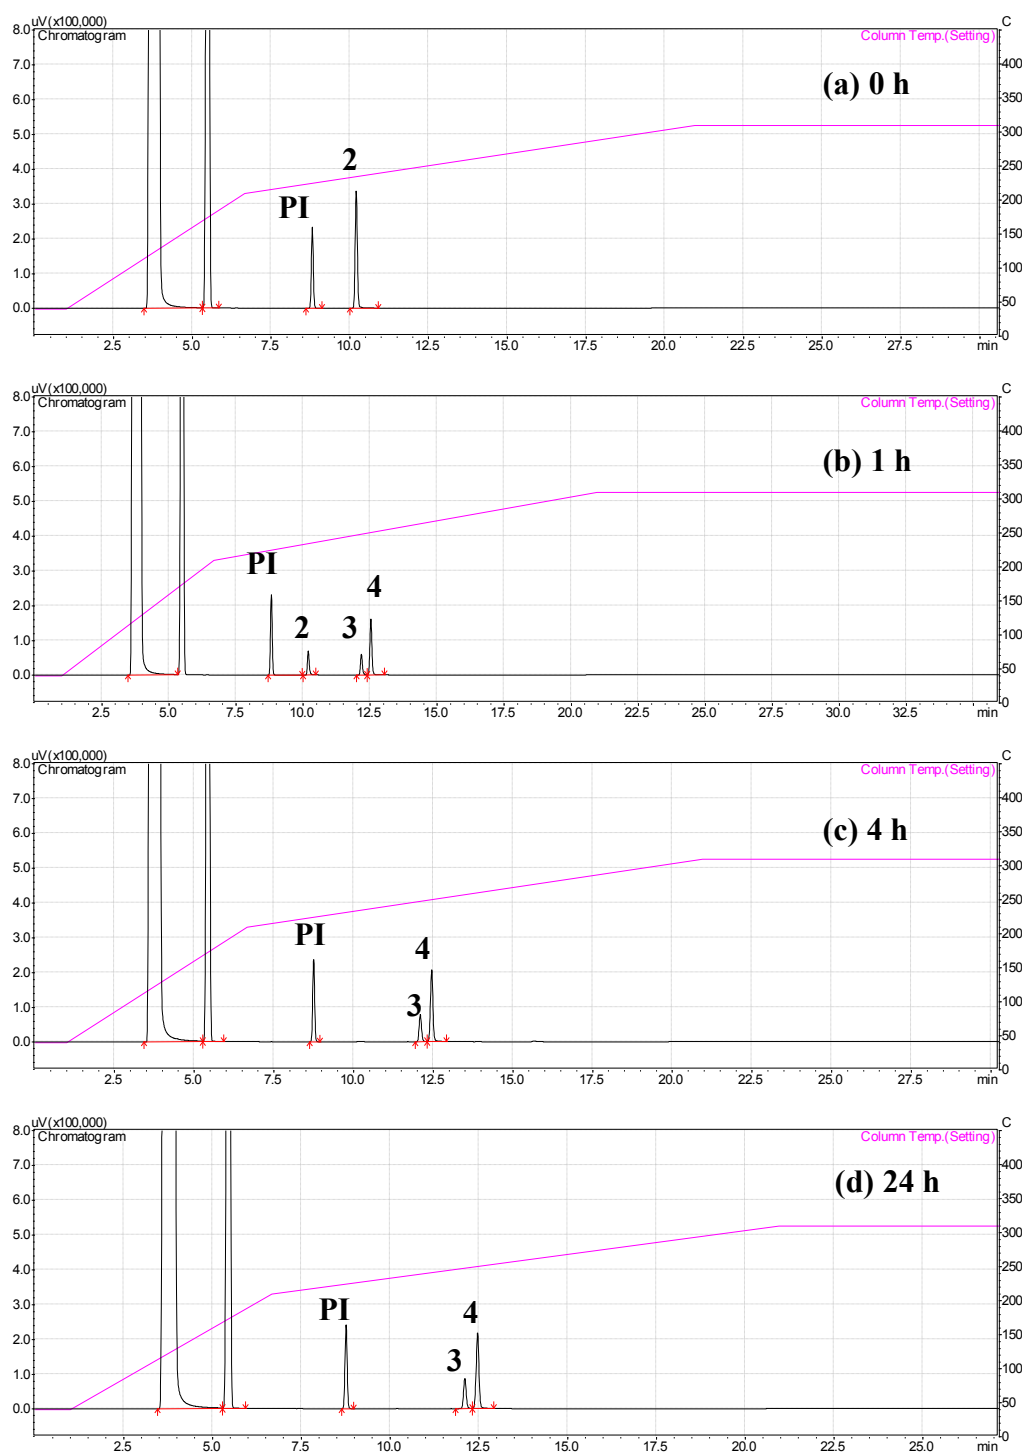 uV(x100,000) C
Chromatogram Column Temp.(Setting)
8.0
7.0 400
(a) 0 h
6.0 350
5.0 300
2
4.0 250
3.0 PI 200
2.0 150
1.0 100
0.0 50
0
2.5 5.0 7.5 10.0 12.5 15.0 17.5 20.0 22.5 25.0 27.5 min
uV(x100,000) C
8.0
Chromatogram Column Temp.(Setting)
7.0 400
(b) 1 h
6.0 350
5.0 300
4.0 250
PI
3.0 4 200
2.0 2 3 150
1.0 100
0.0 50
0
2.5 5.0 7.5 10.0 12.5 15.0 17.5 20.0 22.5 25.0 27.5 30.0 32.5 min
uV(x100,000) C
Chromatogram Column Temp.(Setting)
8.0
7.0 400
(c) 4 h
6.0 350
5.0 300
4.0 250
3.0 PI 4 200
2.0 150
1.0 3 100
0.0 50
0
2.5 5.0 7.5 10.0 12.5 15.0 17.5 20.0 22.5 25.0 27.5 min
uV(x100,000) C
8.0
Chromatogram Column Temp.(Setting)
7.0 400
(d) 24 h
6.0 350
5.0 300
4.0 250
3.0 PI 4 200
2.0 3 150
1.0 100
0.0 50
0
2.5 5.0 7.5 10.0 12.5 15.0 17.5 20.0 22.5 25.0 min